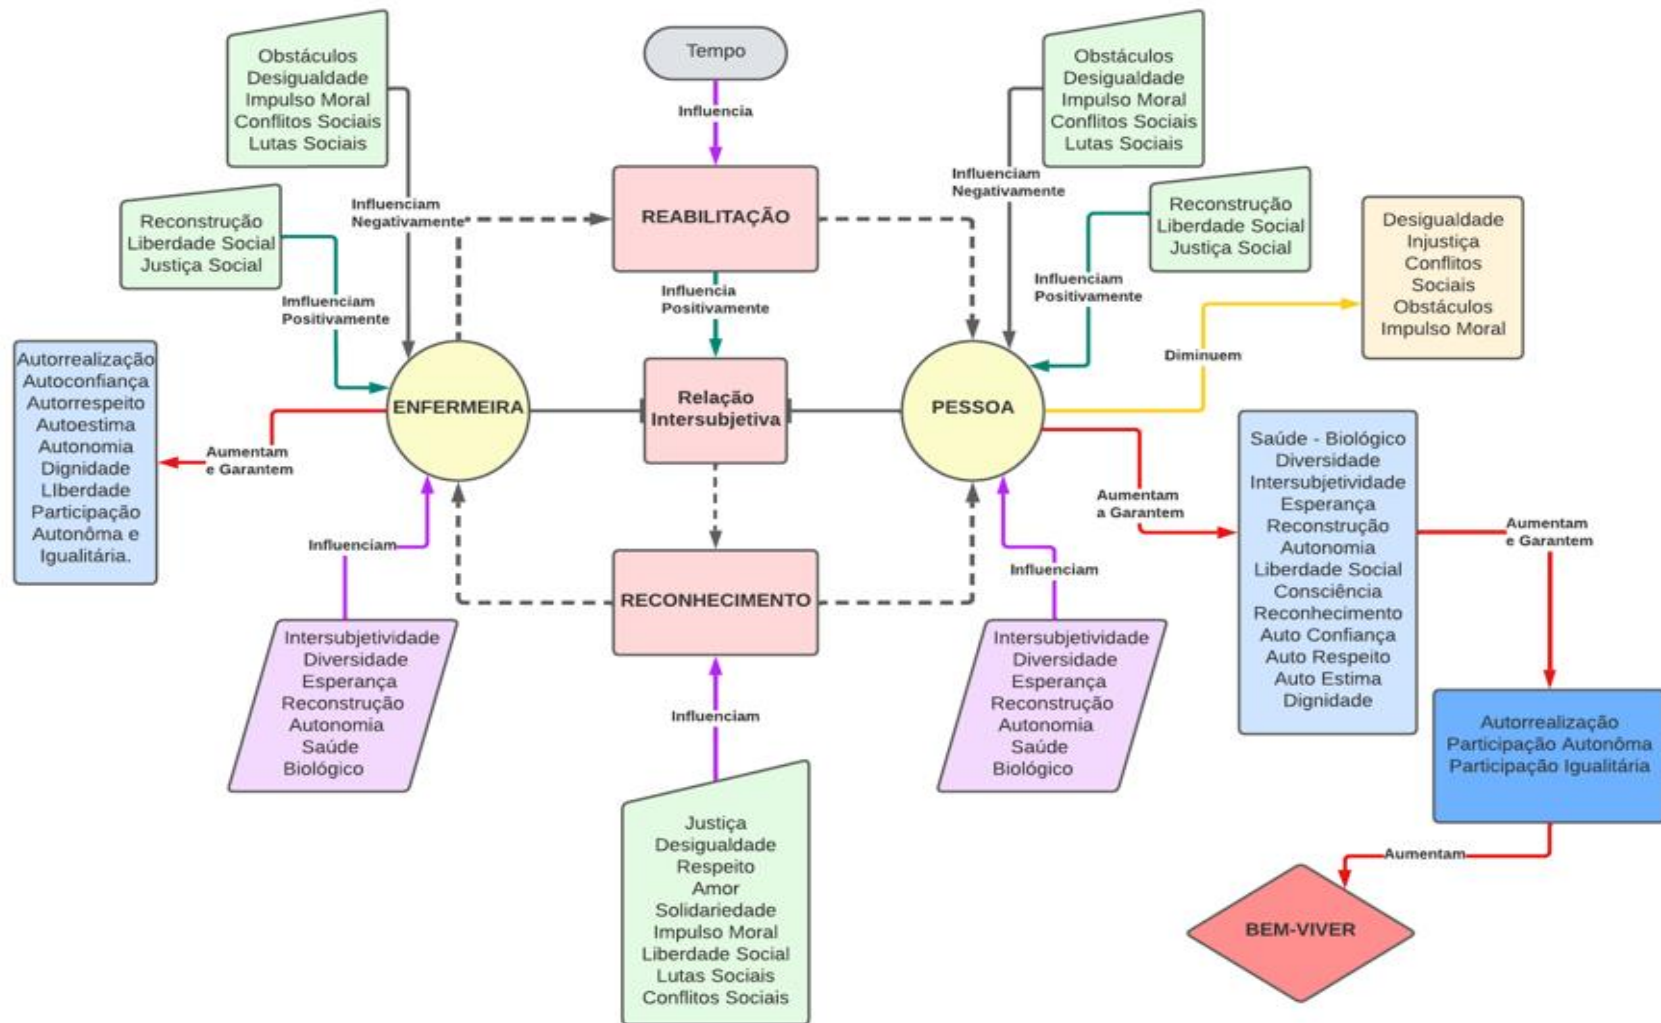 Obstáculos
Desigualdade
Impulso Moral
Conflitos Sociais
Lutas Sociais
Tempo
Obstáculos
Desigualdade
Impulso Moral
Conflitos Sociais
Lutas Sociais
Influencia
Influenciam
Negativamente
Influenciam
Negativamente
Reconstrução
Liberdade Social
Justiça Social
REABILITAÇÃO
Reconstrução
Liberdade Social
Justiça Social
Desigualdade
Injustiça
Conflitos
Sociais
Obstáculos
Impulso Moral
Imfluenciam
Positivamente
Influencia
Positivamente
Influenciam
Positivamente
Diminuem
Autorrealização
Autoconfiança
Autorrespeito
Autoestima
Autonomia
Dignidade
LIberdade
Participação
Autonôma e
Igualitária.
Aumentam
e Garantem
ENFERMEIRA
Relação
Intersubjetiva
PESSOA
Aumentam
a Garantem
Saúde - Biológico
Diversidade
Intersubjetividade
Esperança
Reconstrução
Autonomia
Liberdade Social
Consciência
Reconhecimento
Auto Confiança
Auto Respeito
Auto Estima
Dignidade
Aumentam
e Garantem
Influenciam
RECONHECIMENTO
Influenciam
Intersubjetividade
Diversidade
Esperança
Reconstrução
Autonomia
Saúde
Biológico
Influenciam
Intersubjetividade
Diversidade
Esperança
Reconstrução
Autonomia
Saúde
Biológico
Autorrealização
Participação Autonôma
Participação Igualitária
Justiça
Desigualdade
Respeito
Amor
Solidariedade
Impulso Moral
Liberdade Social
Lutas Sociais
Conflitos Sociais
Aumentam
BEM-VIVER